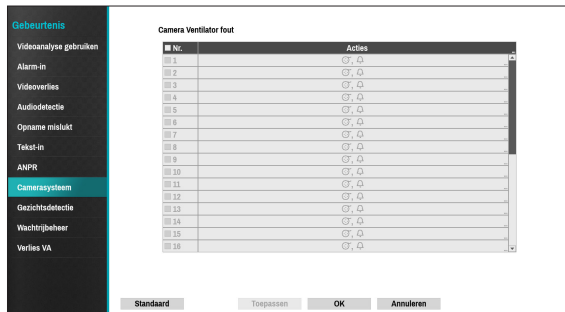 Gebeurtenis
Videoanalyse gebruiken
Alarm-in
Videoverlies
Audiodetectie
Opname mislukt
Tekst-in
ANPR
Camerasysteem
Gezichtsdetectie
Wachtrijbeheer
Verlies VA
Camera Ventilator fout
Nr. Acties
1
2
3
4
5
6
7
8
9
10
11
12
13
14
15
16
Standaard Toepassen OK Annuleren